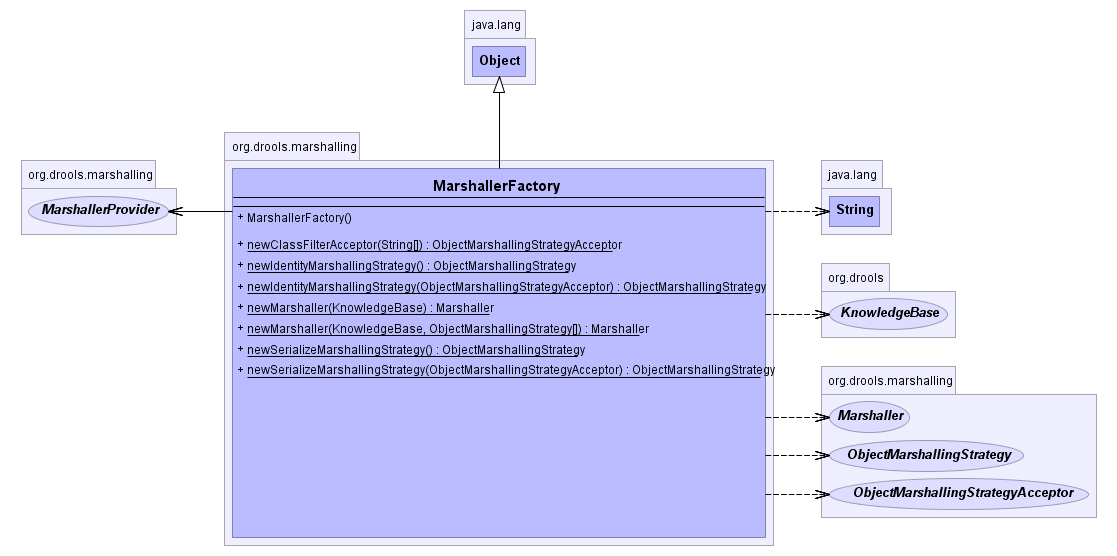 java.lang
Object
org.drools.marshalling
MarshallerProvider
org.drools.marshalling
MarshallerFactory
+ MarshallerFactory()
+ newClassFilterAcceptor(String[]) : ObjectMarshallingStrategyAcceptor
+ newIdentityMarshallingStrategy() : ObjectMarshallingStrategy
+ newIdentityMarshallingStrategy(ObjectMarshallingStrategyAcceptor) : ObjectMarshallingStrategy
+ newMarshaller(KnowledgeBase) : Marshaller
+ newMarshaller(KnowledgeBase, ObjectMarshallingStrategy[]) : Marshaller
+ newSerializeMarshallingStrategy() : ObjectMarshallingStrategy
+ newSerializeMarshallingStrategy(ObjectMarshallingStrategyAcceptor) : ObjectMarshallingStrategy
java.lang
String
org.drools
KnowledgeBase
org.drools.marshalling
Marshaller
ObjectMarshallingStrategy
ObjectMarshallingStrategyAcceptor